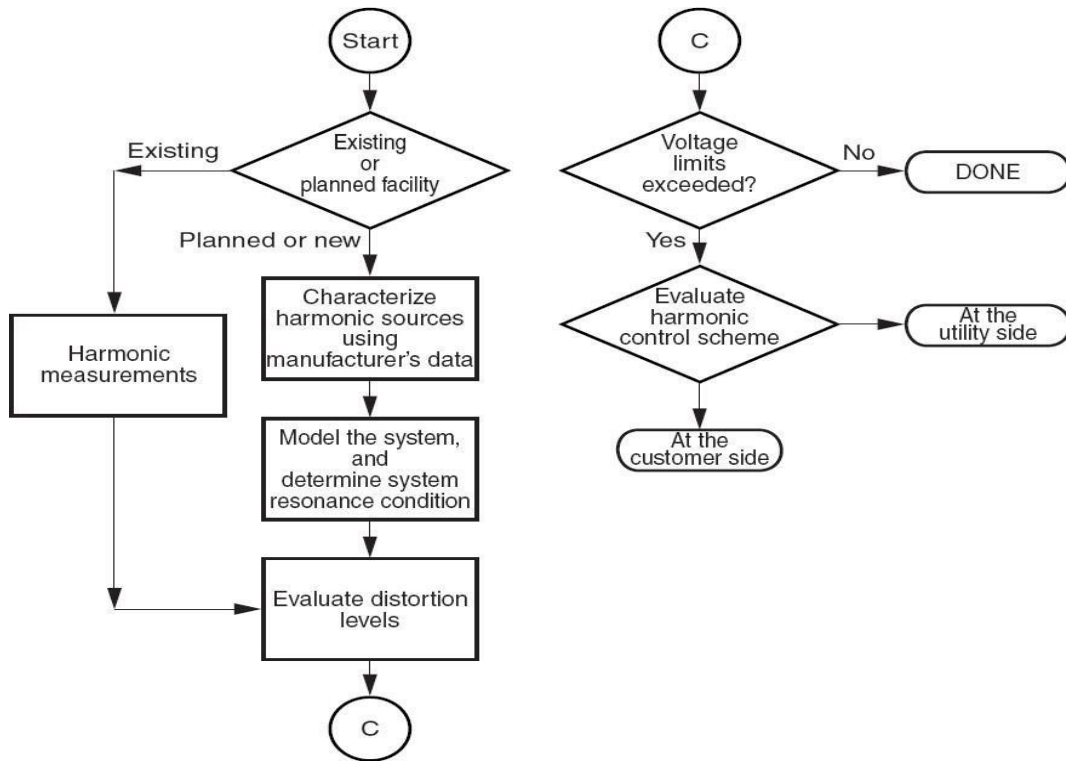 Start
Existing
or
planned facility
Existing
Planned or new
Characterize
harmonic sources
using
manufacturer's data
Harmonic
measurements
Model the system,
and
determine system
resonance condition
Evaluate distortion
levels
C
C
Voltage
limits
exceeded?
No
DONE
Yes
Evaluate
harmonic
control scheme
At the
utility side
At the
customer side